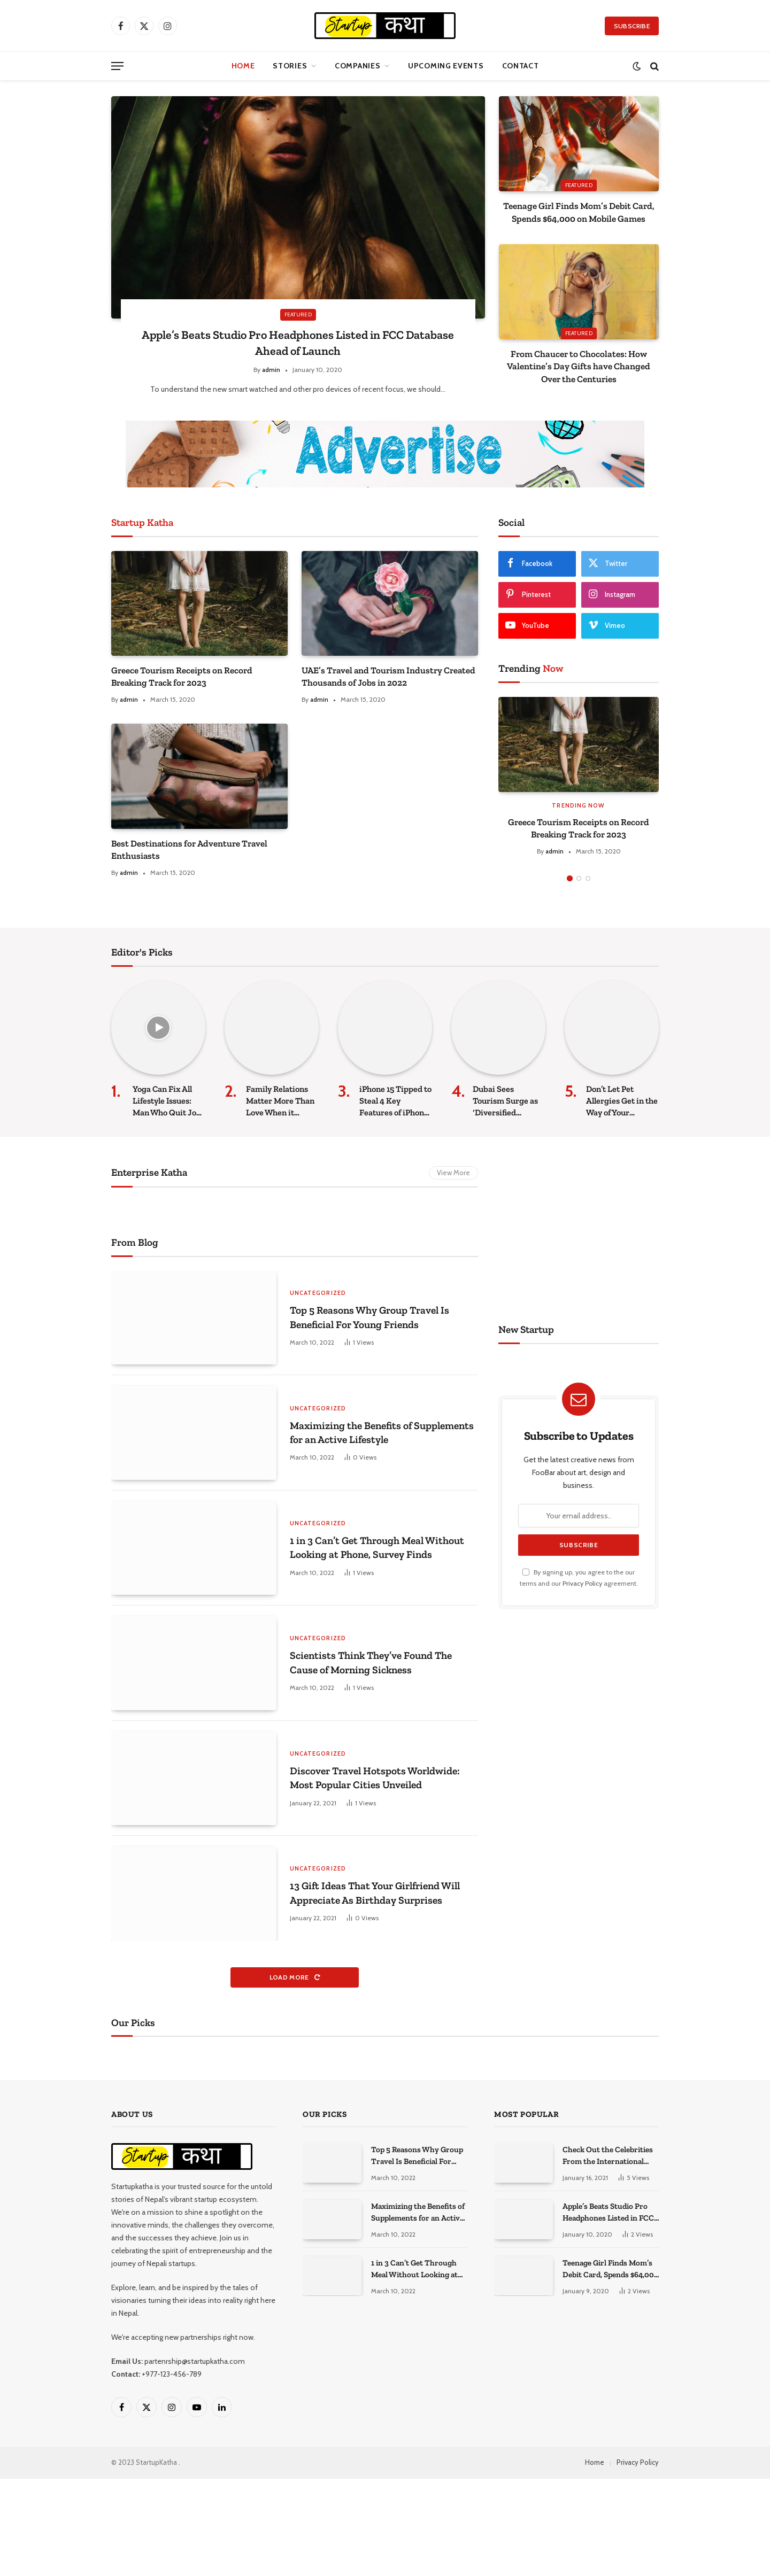 Startup कथा
SUBSCRIBE
HOME STORIES COMPANIES UPCOMING EVENTS CONTACT
FEATURED
Apple’s Beats Studio Pro Headphones Listed in FCC Database
Ahead of Launch
By admin • January 10, 2020
To understand the new smart watched and other pro devices of recent focus, we should…
FEATURED
Teenage Girl Finds Mom’s Debit Card,
Spends $64,000 on Mobile Games
FEATURED
From Chaucer to Chocolates: How
Valentine’s Day Gifts have Changed
Over the Centuries
Advertise
Startup Katha
Greece Tourism Receipts on Record
Breaking Track for 2023
By admin • March 15, 2020
UAE’s Travel and Tourism Industry Created
Thousands of Jobs in 2022
By admin • March 15, 2020
Best Destinations for Adventure Travel
Enthusiasts
By admin • March 15, 2020
Social
Facebook Twitter
Pinterest Instagram
YouTube Vimeo
Trending Now
TRENDING NOW
Greece Tourism Receipts on Record
Breaking Track for 2023
By admin • March 15, 2020
Editor's Picks
1. Yoga Can Fix All
Lifestyle Issues:
Man Who Quit Jo…
2. Family Relations
Matter More Than
Love When it…
3. iPhone 15 Tipped to
Steal 4 Key
Features of iPhon…
4. Dubai Sees
Tourism Surge as
‘Diversified…
5. Don’t Let Pet
Allergies Get in the
Way of Your…
Enterprise Katha
View More
From Blog
UNCATEGORIZED
Top 5 Reasons Why Group Travel Is
Beneficial For Young Friends
March 10, 2022 1 Views
UNCATEGORIZED
Maximizing the Benefits of Supplements
for an Active Lifestyle
March 10, 2022 0 Views
UNCATEGORIZED
1 in 3 Can’t Get Through Meal Without
Looking at Phone, Survey Finds
March 10, 2022 1 Views
UNCATEGORIZED
Scientists Think They’ve Found The
Cause of Morning Sickness
March 10, 2022 1 Views
UNCATEGORIZED
Discover Travel Hotspots Worldwide:
Most Popular Cities Unveiled
January 22, 2021 1 Views
UNCATEGORIZED
13 Gift Ideas That Your Girlfriend Will
Appreciate As Birthday Surprises
January 22, 2021 0 Views
LOAD MORE
New Startup
Subscribe to Updates
Get the latest creative news from
FooBar about art, design and
business.
Your email address..
SUBSCRIBE
By signing up, you agree to the our
terms and our Privacy Policy agreement.
Our Picks
ABOUT US
Startup कथा
Startupkatha is your trusted source for the untold
stories of Nepal's vibrant startup ecosystem.
We're on a mission to shine a spotlight on the
innovative minds, the challenges they overcome,
and the successes they achieve. Join us in
celebrating the spirit of entrepreneurship and the
journey of Nepali startups.
Explore, learn, and be inspired by the tales of
visionaries turning their ideas into reality right here
in Nepal.
We're accepting new partnerships right now.
Email Us: partenrship@startupkatha.com
Contact: +977-123-456-789
OUR PICKS
Top 5 Reasons Why Group
Travel Is Beneficial For…
March 10, 2022
Maximizing the Benefits of
Supplements for an Activ…
March 10, 2022
1 in 3 Can’t Get Through
Meal Without Looking at…
March 10, 2022
MOST POPULAR
Check Out the Celebrities
From the International…
January 16, 2021 5 Views
Apple’s Beats Studio Pro
Headphones Listed in FCC…
January 10, 2020 2 Views
Teenage Girl Finds Mom’s
Debit Card, Spends $64,00…
January 9, 2020 2 Views
© 2023 StartupKatha .
Home Privacy Policy